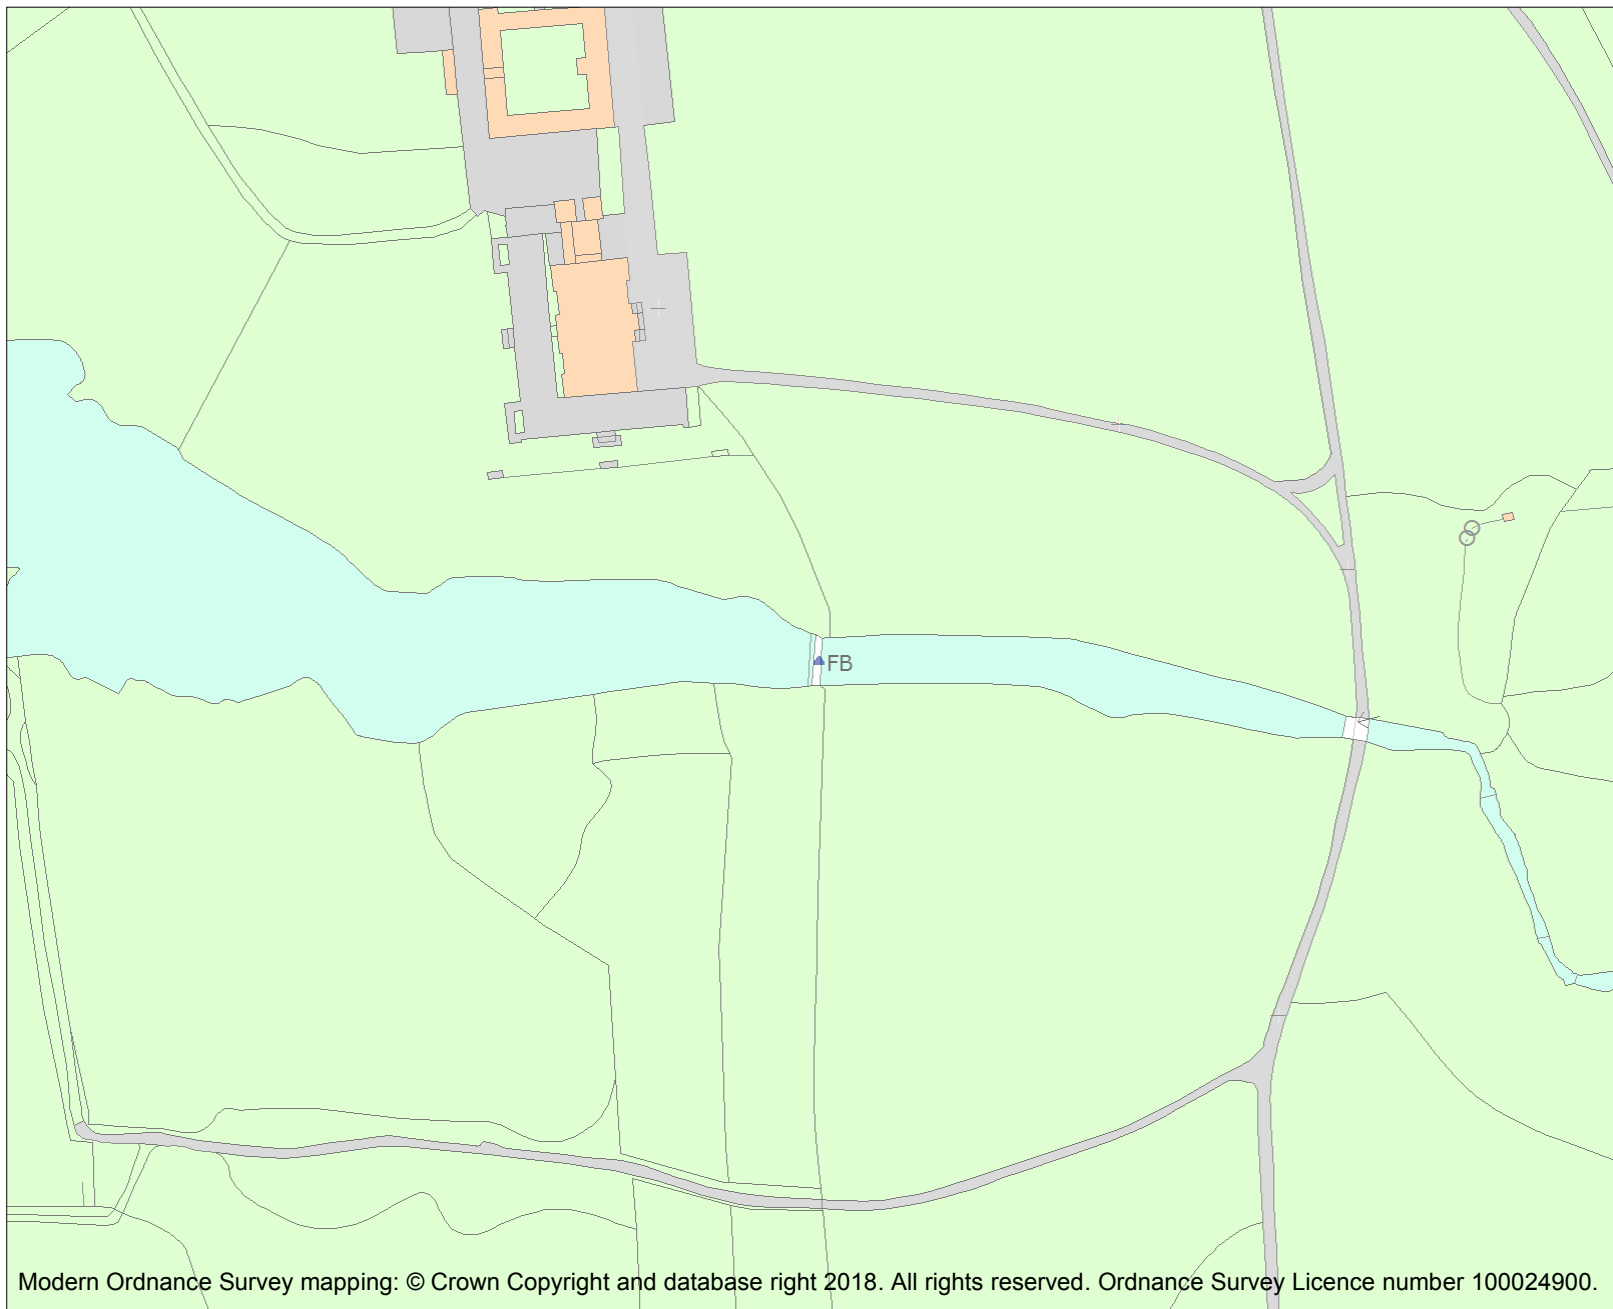 FB
Modern Ordnance Survey mapping: © Crown Copyright and database right 2018. All rights reserved. Ordnance Survey Licence number 100024900.